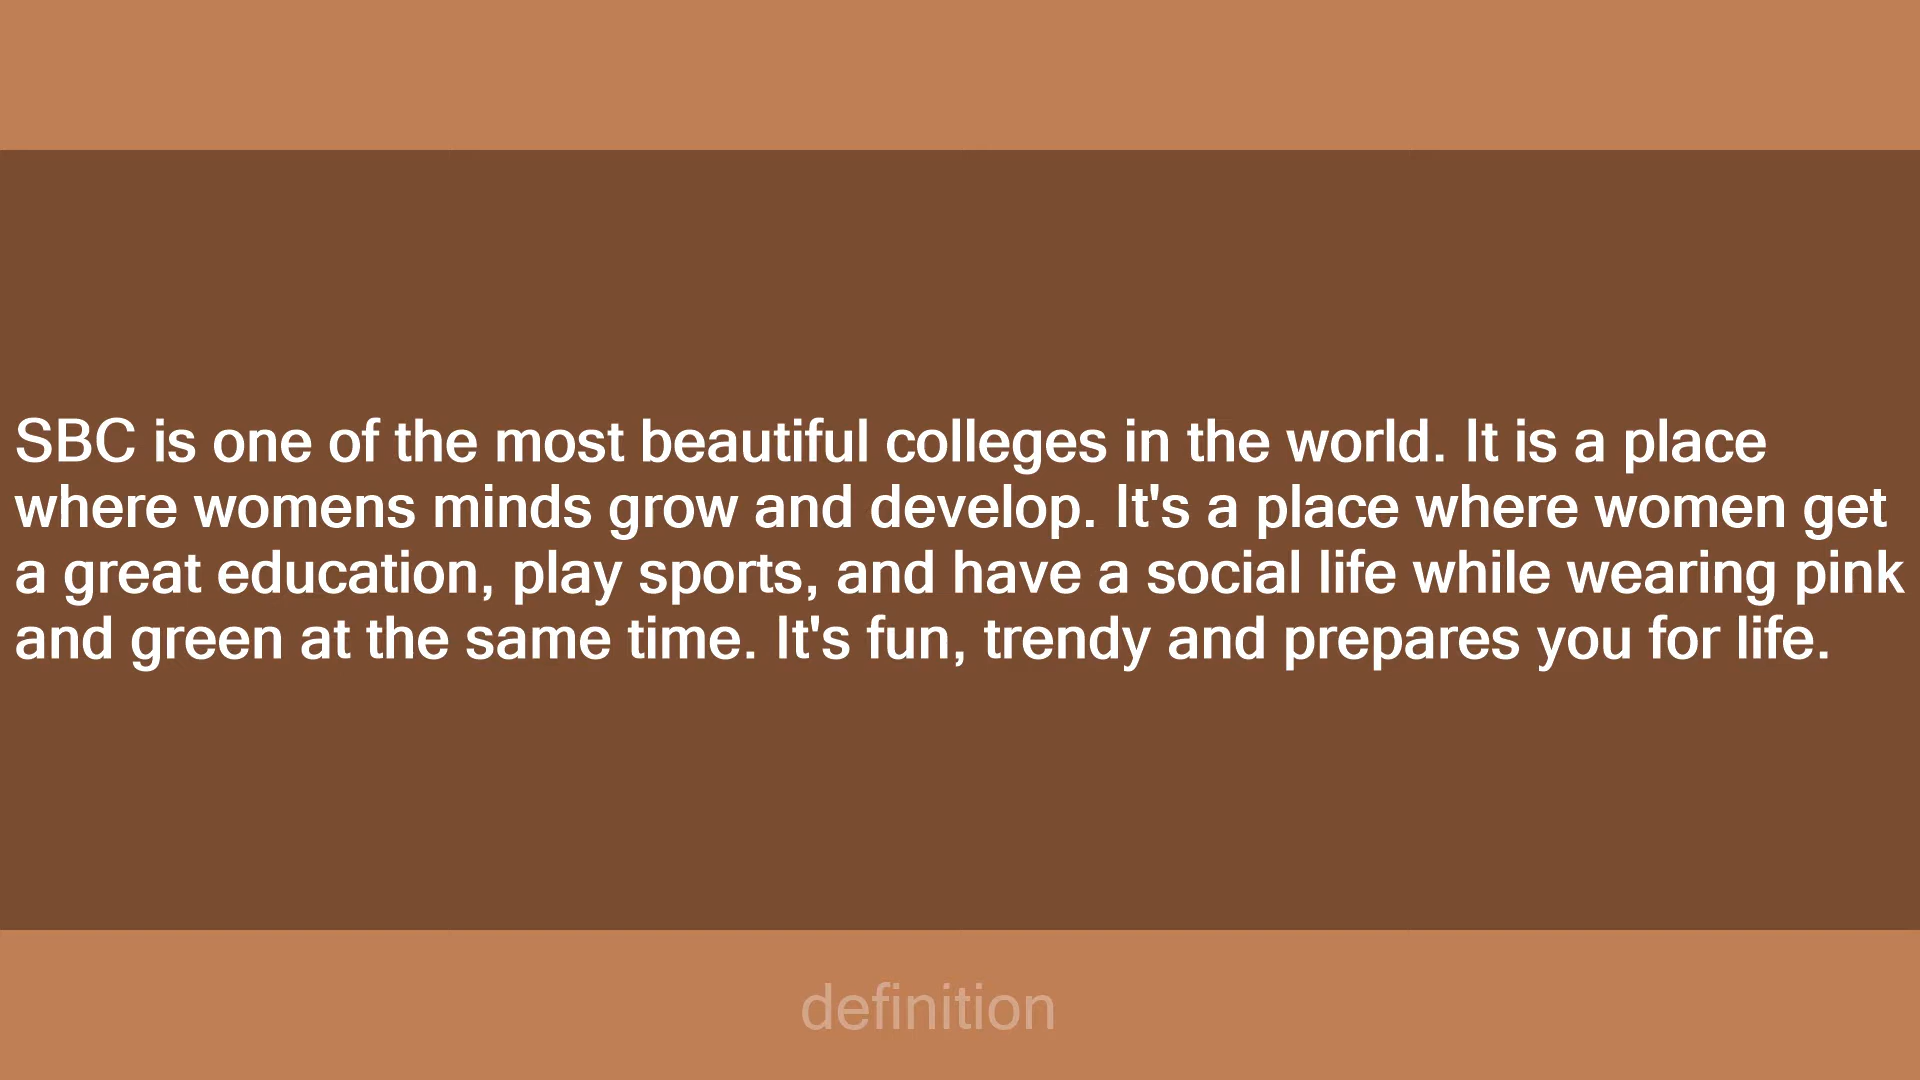 SBC is one of the most beautiful colleges in the world. It is a place
where womens minds grow and develop. It's a place where women get
a great education, play sports, and have a social life while wearing pink
and green at the same time. It's fun, trendy and prepares you for life.
definition